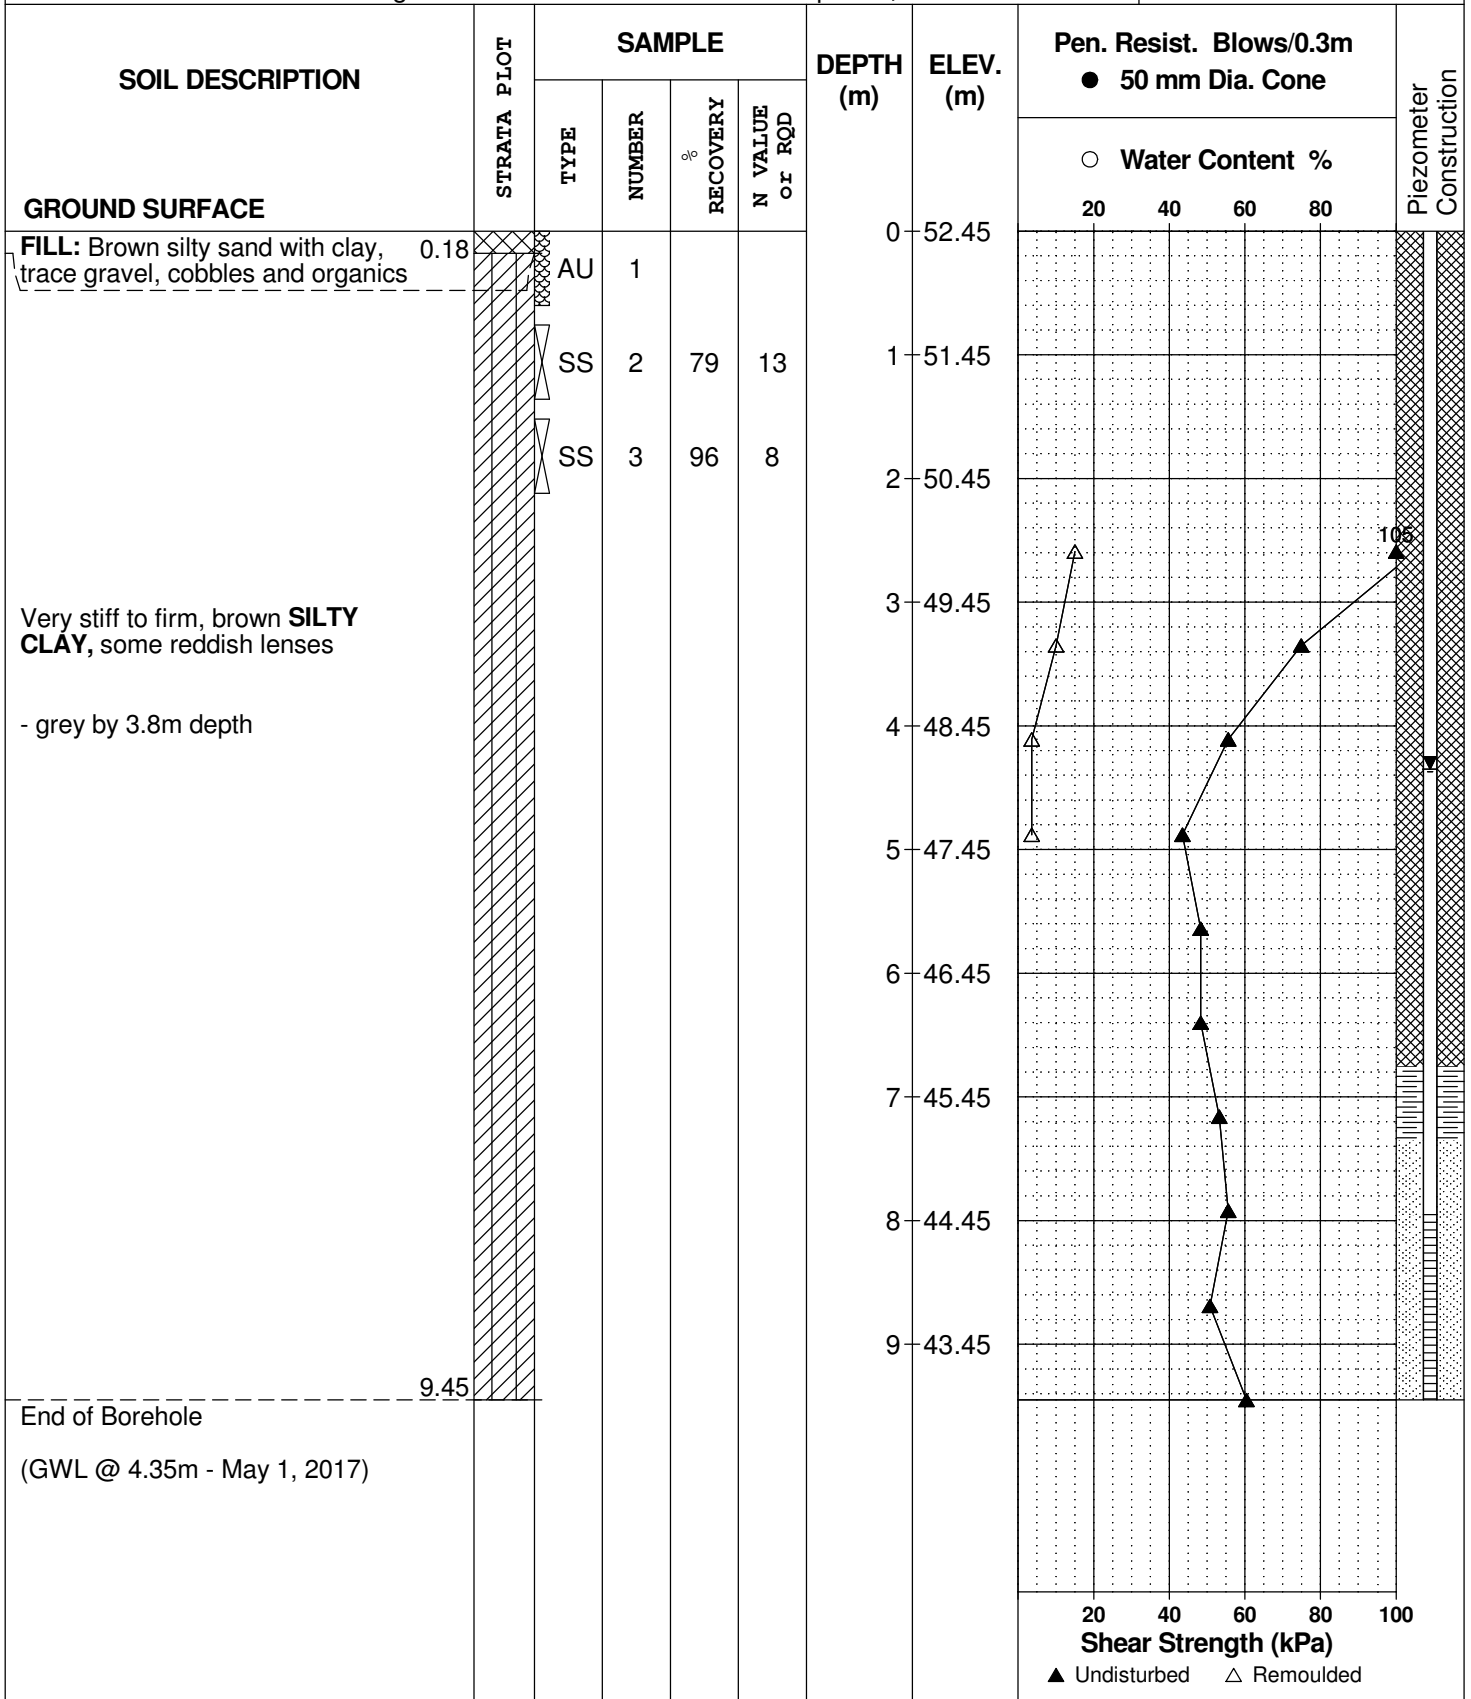 SOIL DESCRIPTION
GROUND SURFACE
STRATA PLOT
SAMPLE
TYPE
NUMBER
%
RECOVERY
N VALUE
or RQD
DEPTH
(m)
ELEV.
(m)
Pen. Resist. Blows/0.3m
● 50 mm Dia. Cone
○ Water Content %
20 40 60 80
Piezometer
Construction
FILL: Brown silty sand with clay, 0.18
trace gravel, cobbles and organics
AU 1
SS 2 79 13
SS 3 96 8
0 52.45
1 51.45
2 50.45
105
3 49.45
Very stiff to firm, brown SILTY
CLAY, some reddish lenses
- grey by 3.8m depth
4 48.45
5 47.45
6 46.45
7 45.45
8 44.45
9 43.45
9.45
End of Borehole
(GWL @ 4.35m - May 1, 2017)
20 40 60 80 100
Shear Strength (kPa)
▲ Undisturbed △ Remoulded